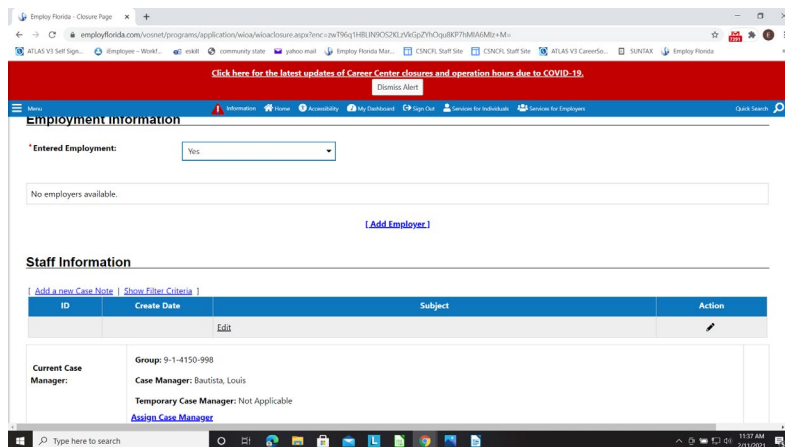 Employ Florida - Closure Page
employflorida.com/vosnet/programs/application/wioa/wioaclosure.aspx?enc=
ATLAS V3 Self Sign... iEmployee – Workf... eskill community state yahoo mail Employ Florida Mar... CSNCFL Staff Site CSNCFL Staff Site ATLAS V3 CareerSo... SUNTAX Employ Florida
Click here for the latest updates of Career Center closures and operation hours due to COVID-19.
Dismiss Alert
Menu Information Home Accessibility My Dashboard Sign Out Services for Individuals Services for Employers Quick Search
Employment Information
*Entered Employment: Yes
No employers available.
[ Add Employer ]
Staff Information
[ Add a new Case Note | Show Filter Criteria ]
ID Create Date Subject Action
Edit
Group: 9-1-4150-998
Current Case
Manager:
Case Manager: Bautista, Louis
Temporary Case Manager: Not Applicable
Assign Case Manager
Type here to search
11:37 AM
2/11/2021